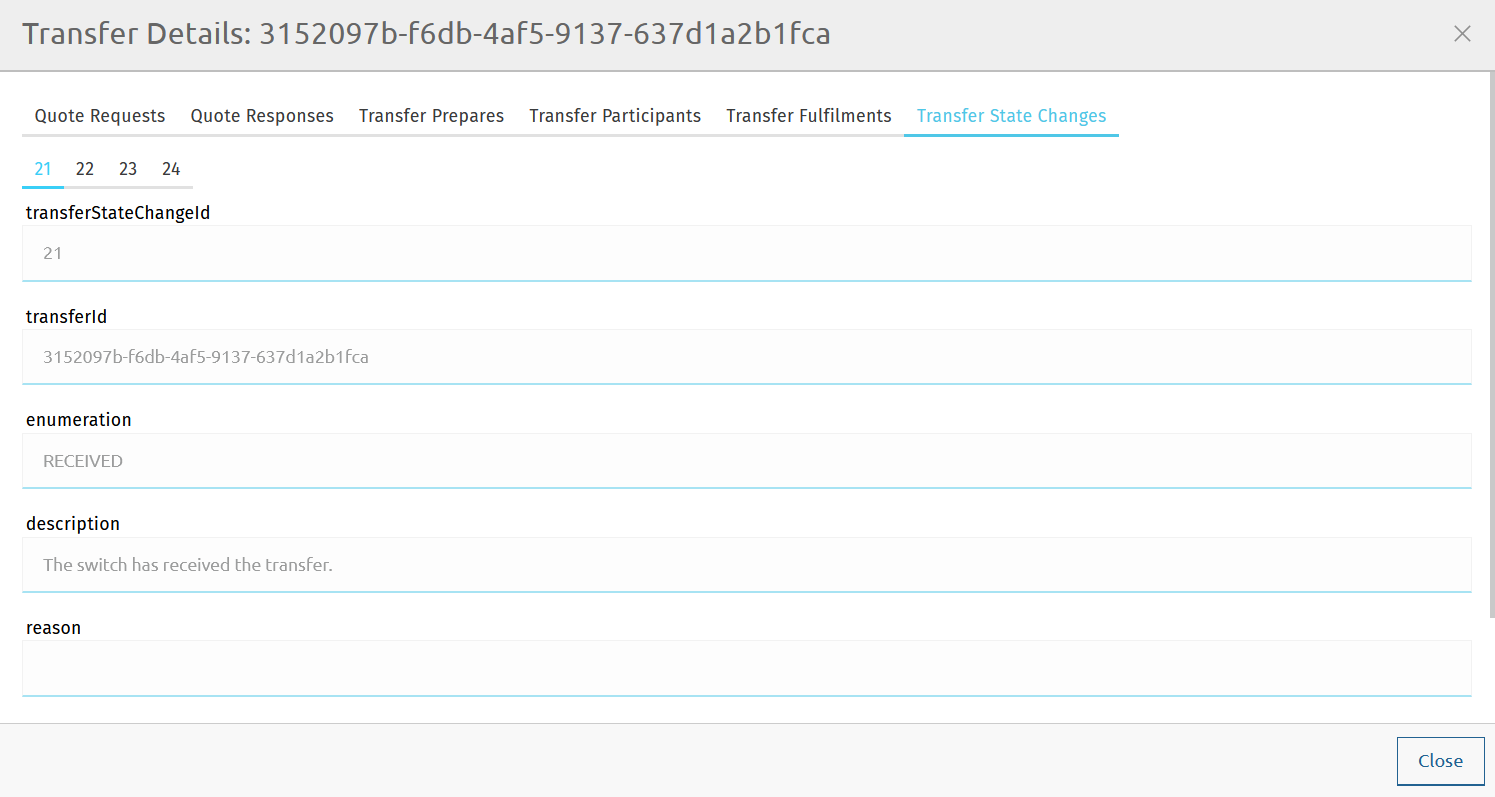 Transfer Details: 3152097b-f6db-4af5-9137-637d1a2b1fca
Quote Requests Quote Responses Transfer Prepares Transfer Participants Transfer Fulfilments Transfer State Changes
21 22 23 24
transferStateChangeId
21
transferId
3152097b-f6db-4af5-9137-637d1a2b1fca
enumeration
RECEIVED
description
The switch has received the transfer.
reason
Close